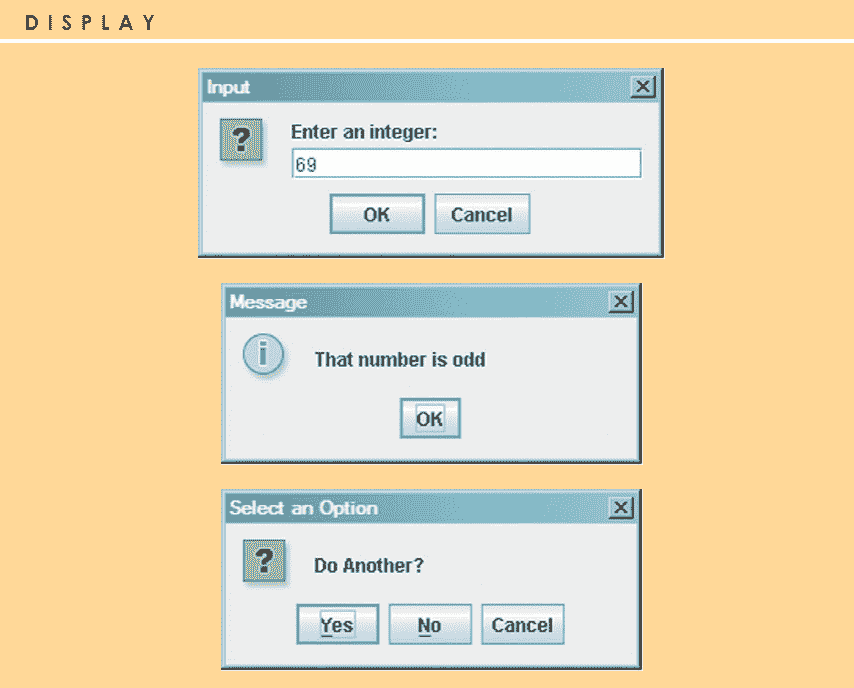 DISPLAY
Input
?
Enter an integer:
69
OK Cancel
Message
i
That number is odd
OK
Select an Option
?
Do Another?
Yes No Cancel